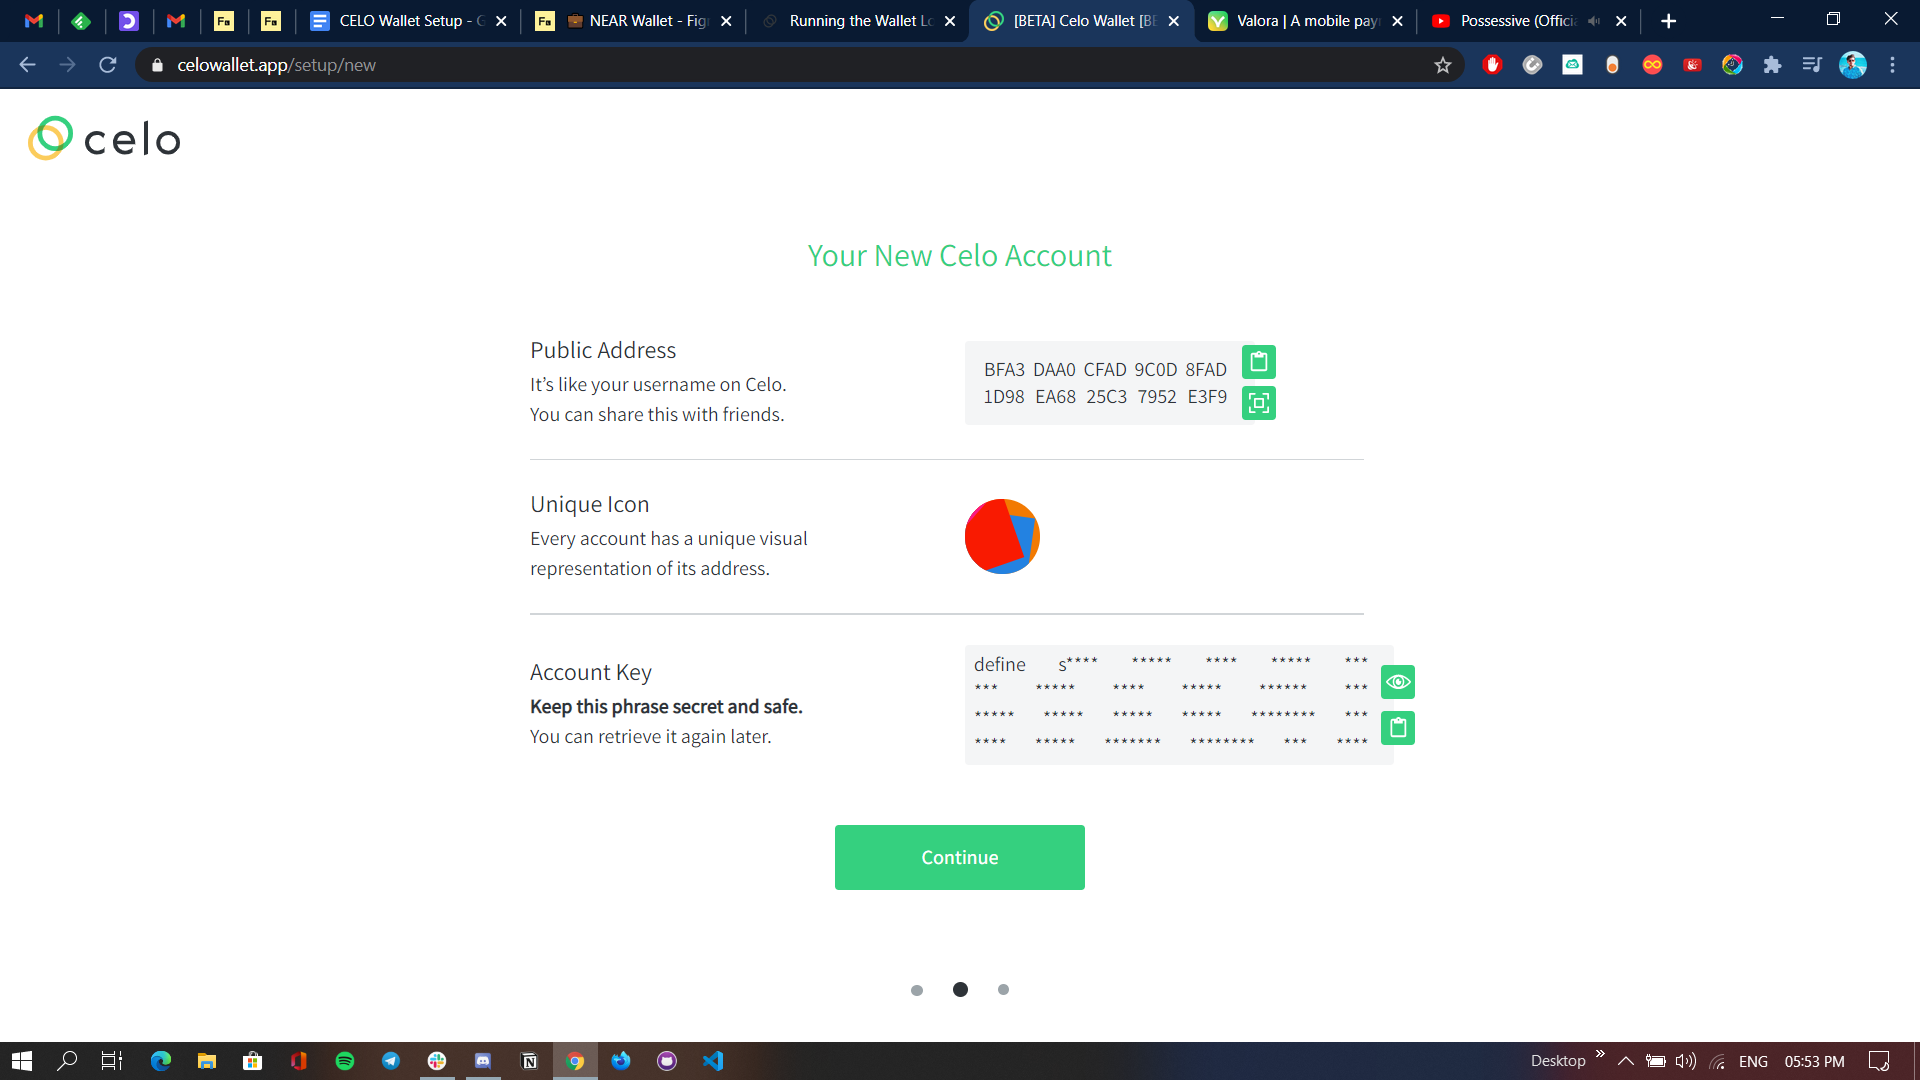 CELO Wallet Setup - G
NEAR Wallet - Fig
Running the Wallet Lo
[BETA] Celo Wallet [BE
Valora | A mobile pay
Possessive (Offici
celowallet.app/setup/new
celo
Your New Celo Account
Public Address
It's like your username on Celo.
You can share this with friends.
BFA3 DAA0 CFAD 9C0D 8FAD
1D98 EA68 25C3 7952 E3F9
Unique Icon
Every account has a unique visual
representation of its address.
Account Key
Keep this phrase secret and safe.
You can retrieve it again later.
define s**** ***** **** ***** ***
*** ***** **** ***** ****** ***
***** ***** ***** ***** ******** ***
**** ***** ******* ******** *** ****
Continue
Desktop
ENG
05:53 PM